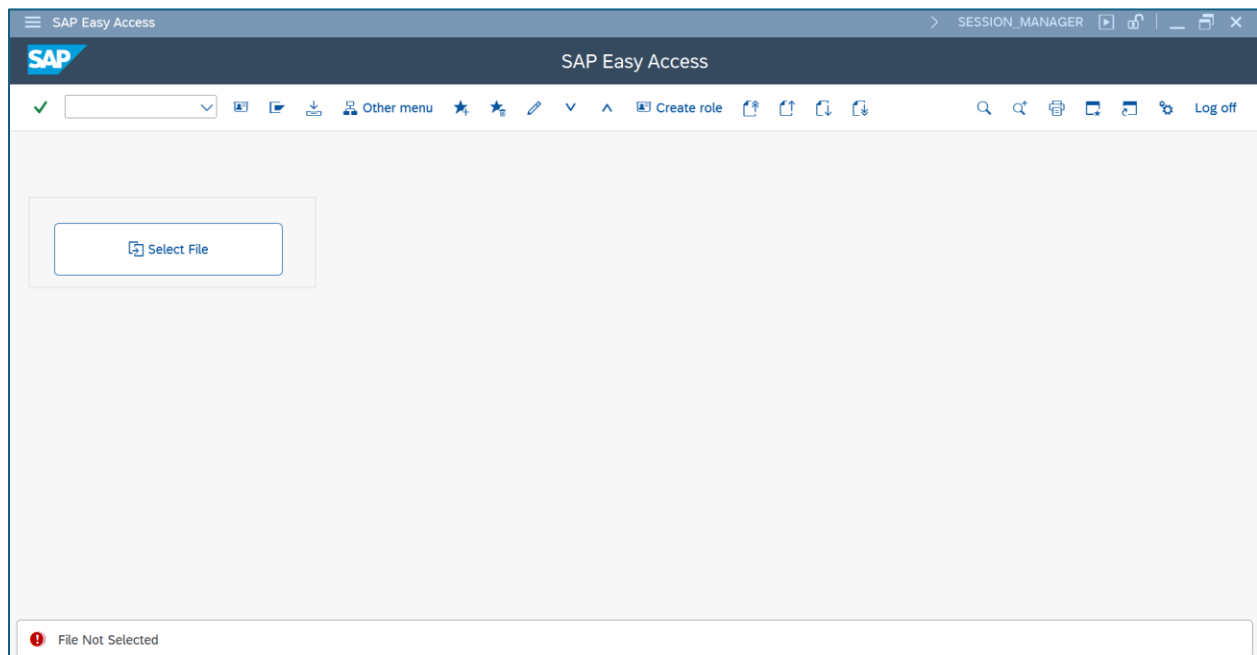 SAP Easy Access
SESSION_MANAGER
SAP
SAP Easy Access
Other menu
Create role
Log off
Select File
File Not Selected